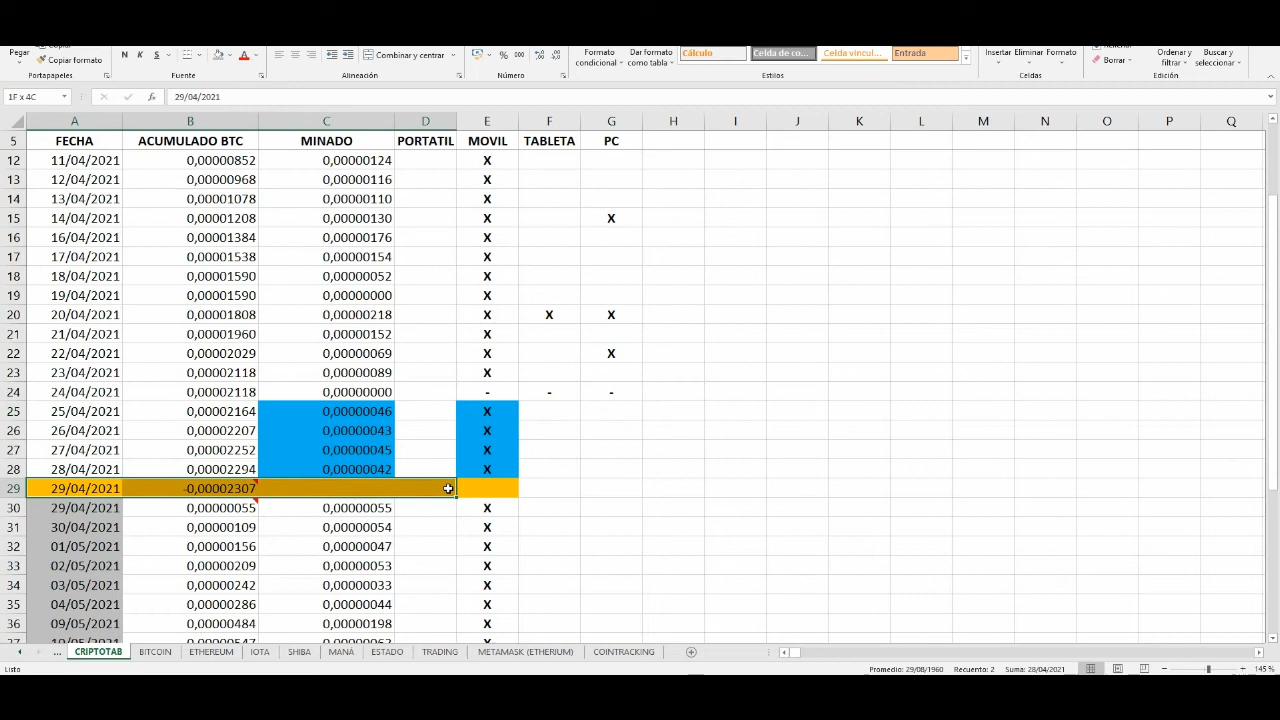 Pegar
Copiar formato
N K S
Combinar y centrar
% 000
Formato condicional
Dar formato como tabla
Cálculo
Celda de co...
Celda vincul...
Entrada
Insertar Eliminar Formato
Borrar
Ordenar y filtrar
Buscar y seleccionar
Portapapeles
Fuente
Alineación
Número
Estilos
Celdas
Edición
1F x 4C fx 29/04/2021
A B C D E F G H I J K L M N O P Q
5 FECHA ACUMULADO BTC MINADO PORTATIL MOVIL TABLETA PC
12 11/04/2021 0,00000852 0,00000124 X
13 12/04/2021 0,00000968 0,00000116 X
14 13/04/2021 0,00001078 0,00000110 X
15 14/04/2021 0,00001208 0,00000130 X X
16 16/04/2021 0,00001384 0,00000176 X
17 17/04/2021 0,00001538 0,00000154 X
18 18/04/2021 0,00001590 0,00000052 X
19 19/04/2021 0,00001590 0,00000000 X
20 20/04/2021 0,00001808 0,00000218 X X X
21 21/04/2021 0,00001960 0,00000152 X
22 22/04/2021 0,00002029 0,00000069 X X
23 23/04/2021 0,00002118 0,00000089 X
24 24/04/2021 0,00002118 0,00000000 - - -
25 25/04/2021 0,00002164 0,00000046 X
26 26/04/2021 0,00002207 0,00000043 X
27 27/04/2021 0,00002252 0,00000045 X
28 28/04/2021 0,00002294 0,00000042 X
29 29/04/2021 -0,00002307
30 29/04/2021 0,00000055 0,00000055 X
31 30/04/2021 0,00000109 0,00000054 X
32 01/05/2021 0,00000156 0,00000047 X
33 02/05/2021 0,00000209 0,00000053 X
34 03/05/2021 0,00000242 0,00000033 X
35 04/05/2021 0,00000286 0,00000044 X
36 09/05/2021 0,00000484 0,00000198 X
... CRIPTOTAB BITCOIN ETHEREUM IOTA SHIBA MANÁ ESTADO TRADING METAMASK (ETHERIUM) COINTRACKING
Listo Promedio: 29/08/1960 Recuento: 2 Suma: 28/04/2021 145 %